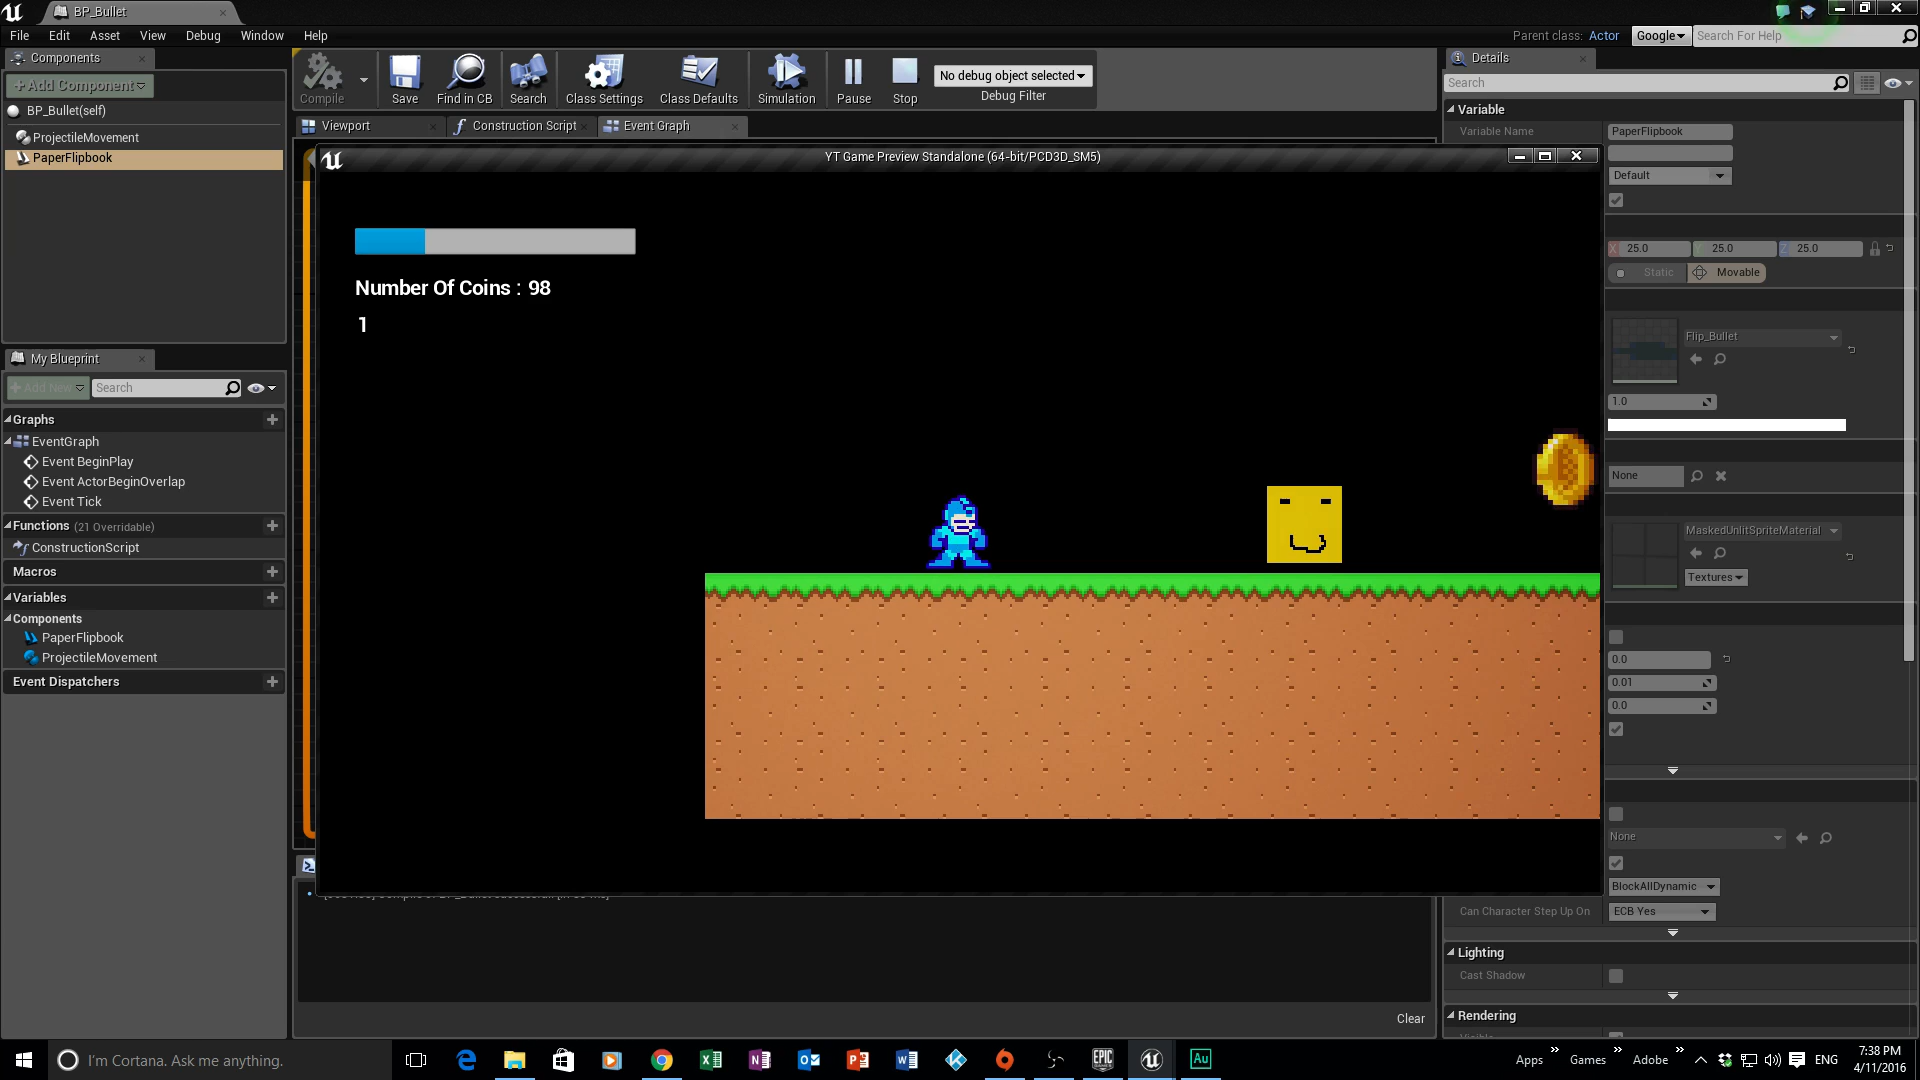 BP_Bullet
File Edit Asset View Debug Window Help
Parent class: Actor Google Search For Help
Components
+Add Component
BP_Bullet(self)
ProjectileMovement
PaperFlipbook
Compile Save Find in CB Search Class Settings Class Defaults Simulation Pause Stop
No debug object selected
Debug Filter
Viewport Construction Script Event Graph
YT Game Preview Standalone (64-bit/PCD3D_SM5)
Number Of Coins : 98
1
My Blueprint
+Add New Search
Graphs
EventGraph
Event BeginPlay
Event ActorBeginOverlap
Event Tick
Functions (21 Overridable)
ConstructionScript
Macros
Variables
Components
PaperFlipbook
ProjectileMovement
Event Dispatchers
Clear
Details
Search
Variable
Variable Name PaperFlipbook
Default
X 25.0 Y 25.0 Z 25.0
Static Movable
Flip_Bullet
1.0
None
MaskedUnlitSpriteMaterial
Textures
0.0
0.01
0.0
None
BlockAllDynamic
Can Character Step Up On ECB Yes
Lighting
Cast Shadow
Rendering
I'm Cortana. Ask me anything.
EPIC GAMES
Au
Apps Games Adobe ENG
7:38 PM
4/11/2016